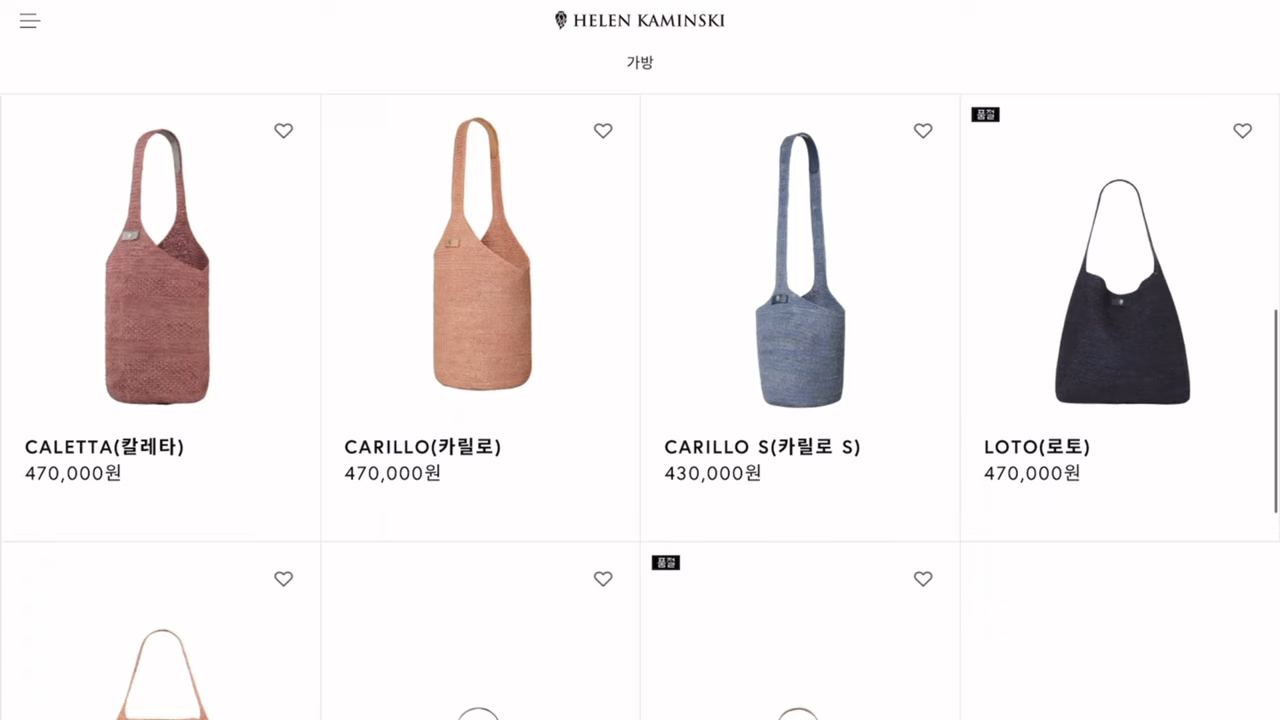 HELEN KAMINSKI
가방
품절
CALETTA(칼레타)
470,000원
CARILLO(카릴로)
470,000원
CARILLO S(카릴로 S)
430,000원
LOTO(로토)
470,000원
품절